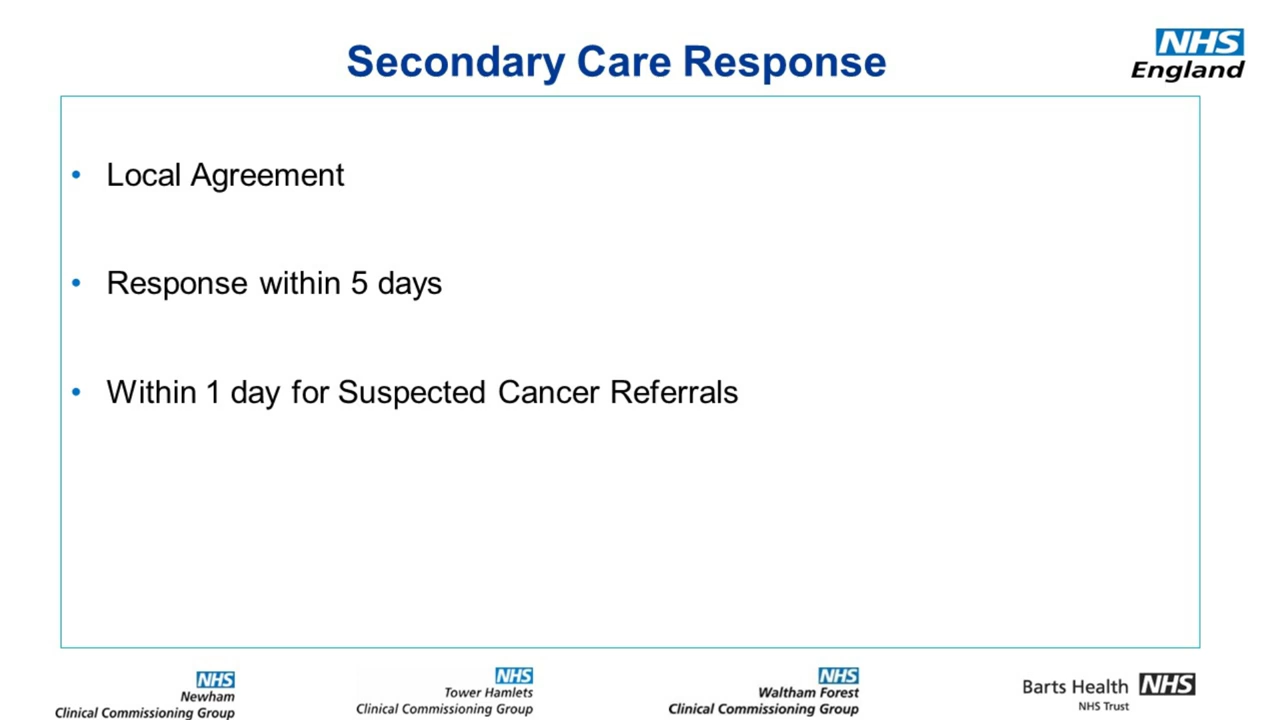 Secondary Care Response
NHS
England
• Local Agreement
• Response within 5 days
• Within 1 day for Suspected Cancer Referrals
NHS
Newham
Clinical Commissioning Group
NHS
Tower Hamlets
Clinical Commissioning Group
NHS
Waltham Forest
Clinical Commissioning Group
Barts Health NHS
NHS Trust